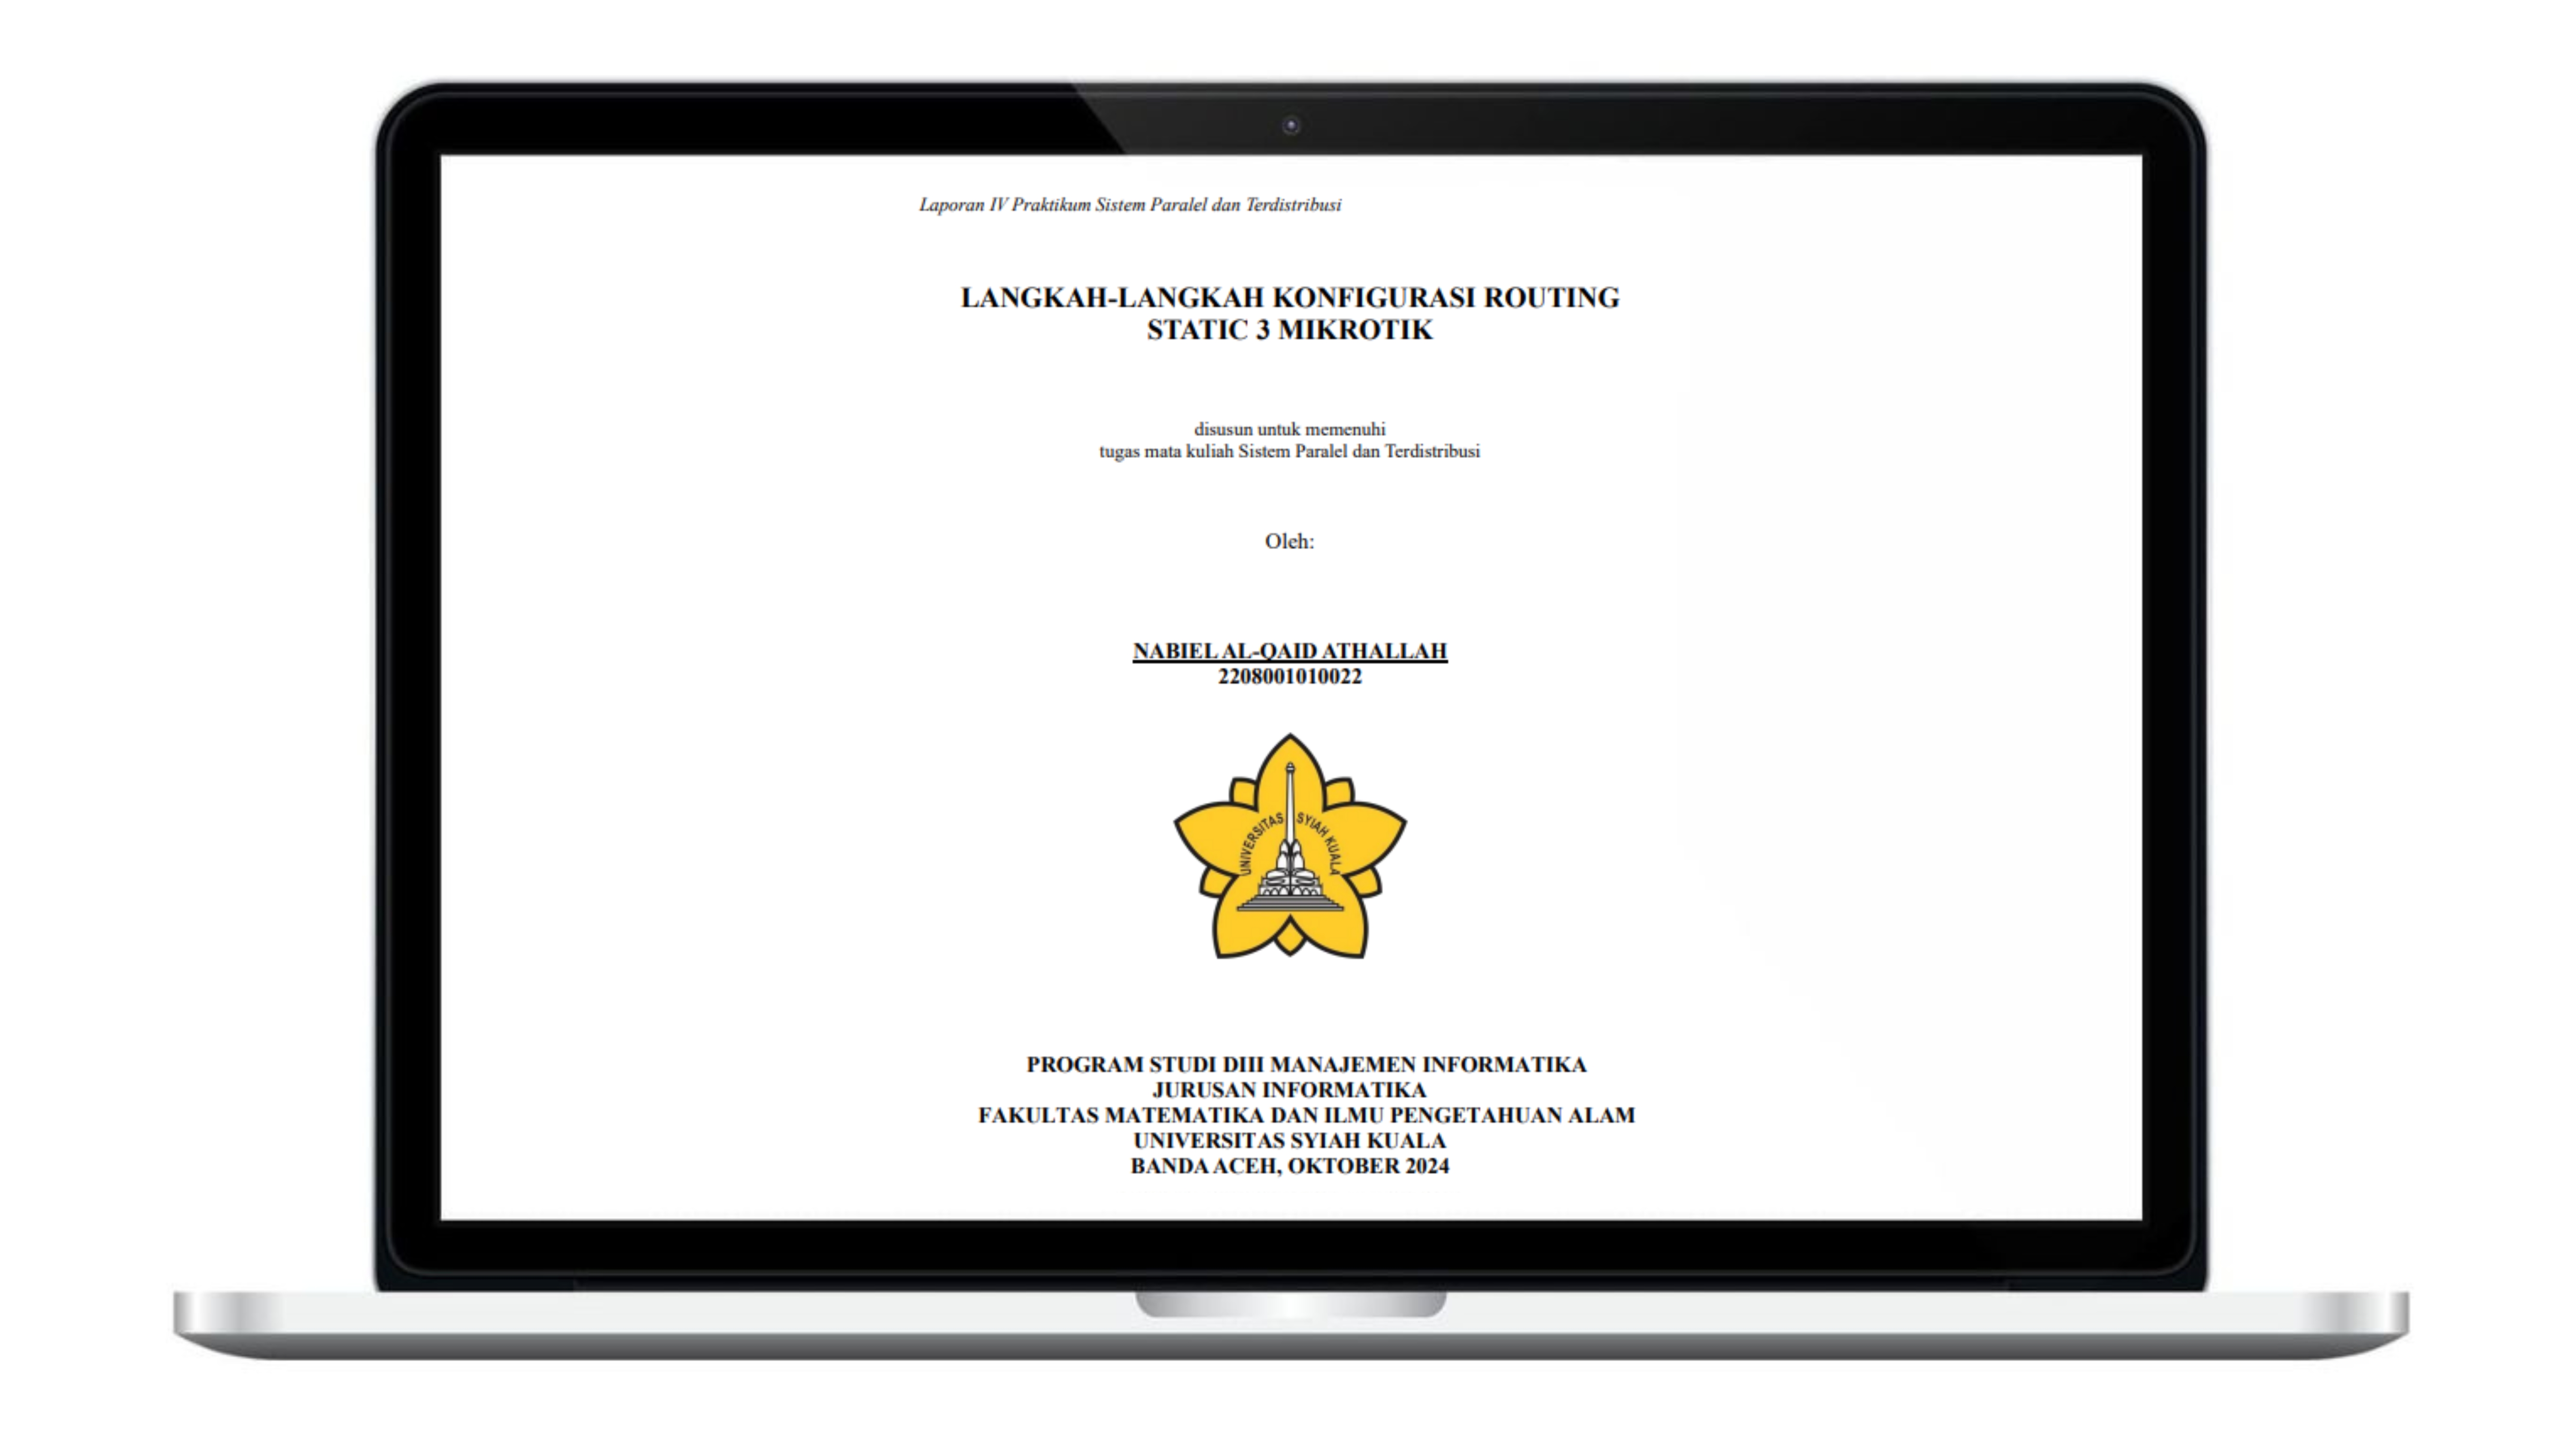 Laporan IV Praktikum Sistem Paralel dan Terdistribusi
LANGKAH-LANGKAH KONFIGURASI ROUTING
STATIC 3 MIKROTIK
disusun untuk memenuhi
tugas mata kuliah Sistem Paralel dan Terdistribusi
Oleh:
NABIEL AL-QAID ATHALLAH
2208001010022
UNIVERSITAS SYIAH KUALA
PROGRAM STUDI DIII MANAJEMEN INFORMATIKA
JURUSAN INFORMATIKA
FAKULTAS MATEMATIKA DAN ILMU PENGETAHUAN ALAM
UNIVERSITAS SYIAH KUALA
BANDA ACEH, OKTOBER 2024